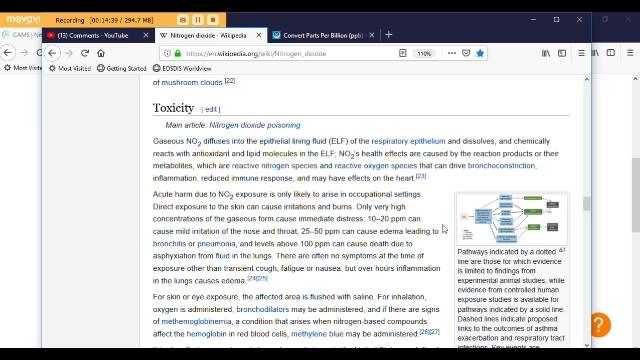 movavi
Recording | 00:14:39 / 294.7 MB
CAMS | N
(3) Comments - YouTube
W Nitrogen dioxide - Wikipedia
Convert Parts Per Billion (ppb)
https://en.wikipedia.org/wiki/Nitrogen_dioxide
110%
Most Visite
Most Visited
Getting Started
EOSDIS Worldview
of mushroom clouds.[22]
Toxicity [ edit ]
Main article: Nitrogen dioxide poisoning
Gaseous NO2 diffuses into the epithelial lining fluid (ELF) of the respiratory epithelium and dissolves, and chemically
reacts with antioxidant and lipid molecules in the ELF; NO2's health effects are caused by the reaction products or their
metabolites, which are reactive nitrogen species and reactive oxygen species that can drive bronchoconstriction,
inflammation, reduced immune response, and may have effects on the heart.[23]
Acute harm due to NO2 exposure is only likely to arise in occupational settings.
Direct exposure to the skin can cause irritations and burns. Only very high
concentrations of the gaseous form cause immediate distress: 10–20 ppm can
cause mild irritation of the nose and throat, 25–50 ppm can cause edema leading to
bronchitis or pneumonia, and levels above 100 ppm can cause death due to
asphyxiation from fluid in the lungs. There are often no symptoms at the time of
exposure other than transient cough, fatigue or nausea, but over hours inflammation
in the lungs causes edema.[24][25]
Pathways indicated by a dotted
line are those for which evidence
is limited to findings from
experimental animal studies, while
evidence from controlled human
exposure studies is available for
pathways indicated by a solid line.
Dashed lines indicate proposed
links to the outcomes of asthma
exacerbation and respiratory tract
infections. Key events are
For skin or eye exposure, the affected area is flushed with saline. For inhalation,
oxygen is administered, bronchodilators may be administered, and if there are signs
of methemoglobinemia, a condition that arises when nitrogen-based compounds
affect the hemoglobin in red blood cells, methylene blue may be administered.[26][27]
?